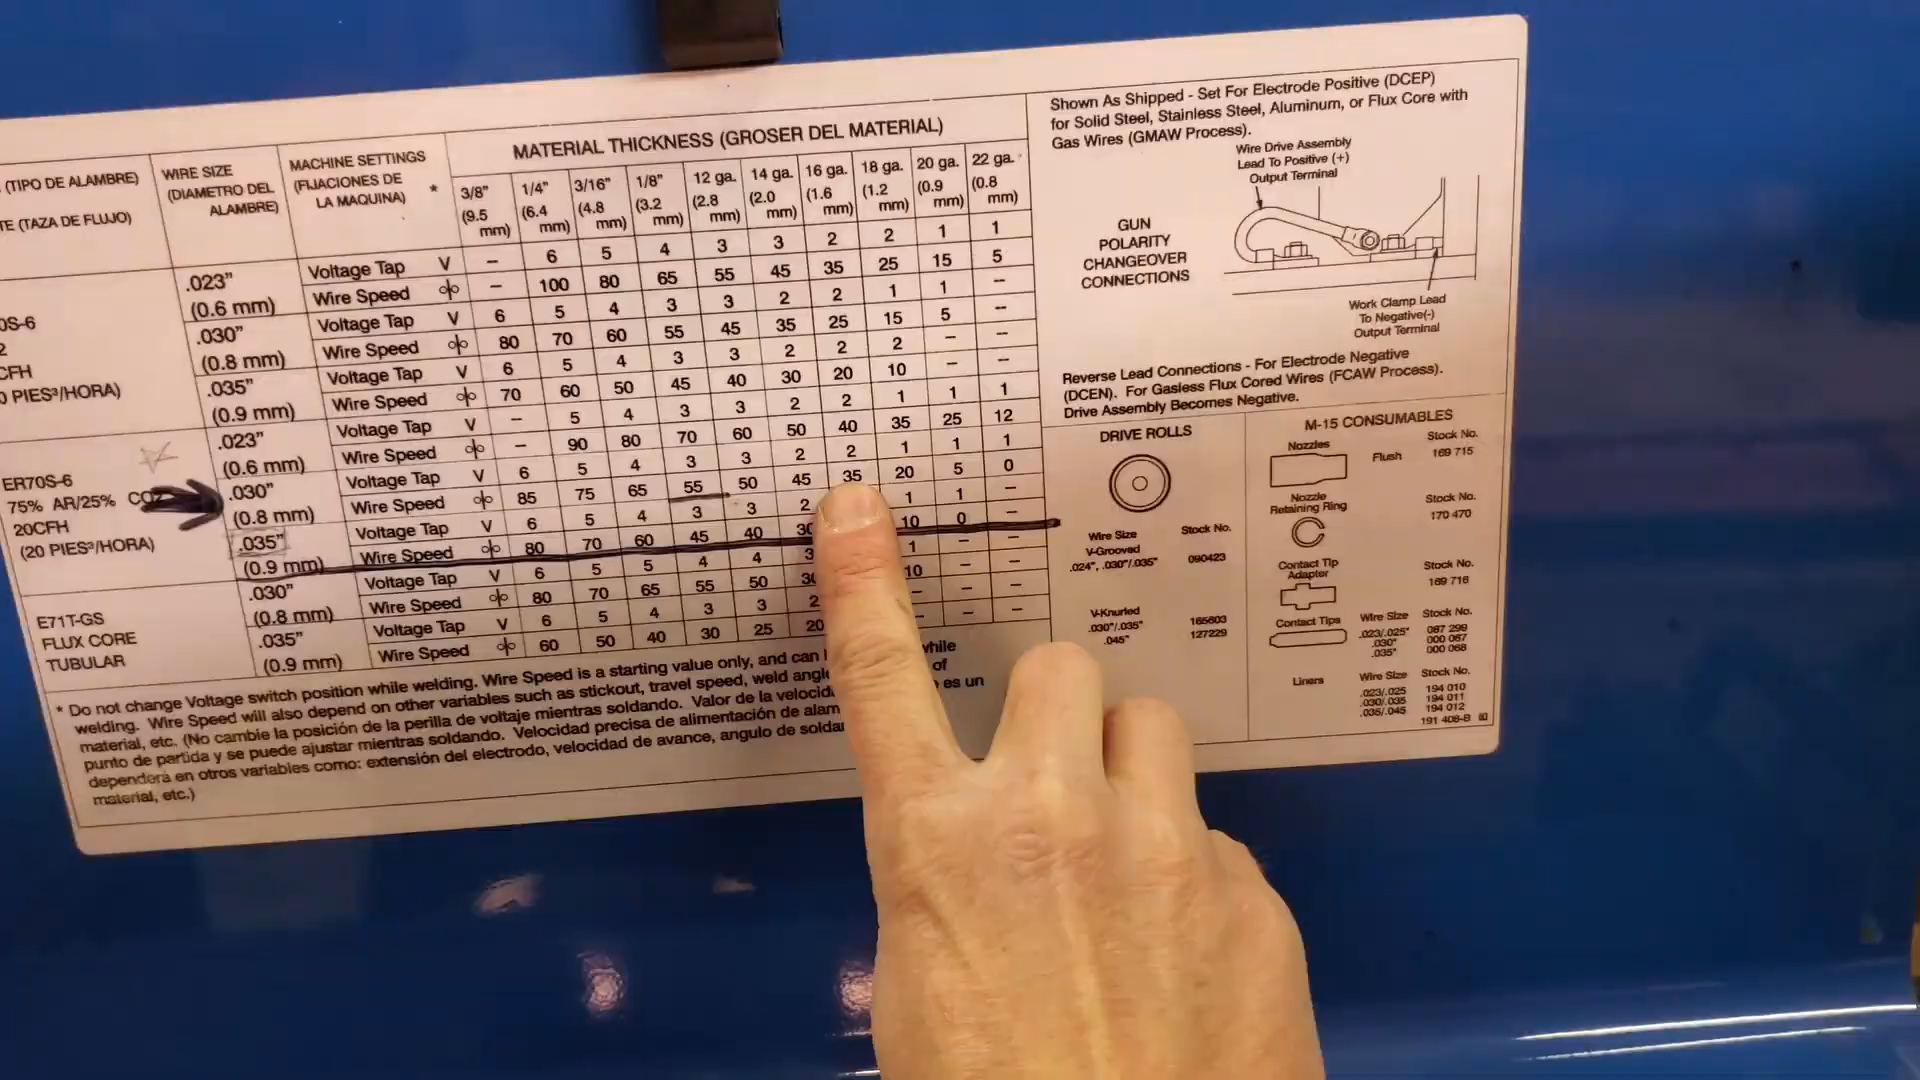 MATERIAL THICKNESS (GROSER DEL MATERIAL)
(TIPO DE ALAMBRE)
TE (TAZA DE FLUJO)
WIRE SIZE
(DIAMETRO DEL
ALAMBRE)
MACHINE SETTINGS
(FIJACIONES DE
LA MAQUINA)
*
3/8" (9.5 mm)
1/4" (6.4 mm)
3/16" (4.8 mm)
1/8" (3.2 mm)
12 ga. (2.8 mm)
14 ga. (2.0 mm)
16 ga. (1.6 mm)
18 ga. (1.2 mm)
20 ga. (0.9 mm)
22 ga. (0.8 mm)
0S-6
2
CFH
0 PIES³/HORA)
.023" (0.6 mm)
Voltage Tap V – 6 5 4 3 3 2 2 1 1
Wire Speed – 100 80 65 55 45 35 25 15 5
.030" (0.8 mm)
Voltage Tap V 6 5 4 3 3 2 2 1 1 –
Wire Speed 80 70 60 55 45 35 25 15 5 –
.035" (0.9 mm)
Voltage Tap V 6 5 4 3 3 2 2 2 – –
Wire Speed 70 60 50 45 40 30 20 10 – –
ER70S-6
75% AR/25% CO2
20CFH
(20 PIES³/HORA)
.023" (0.6 mm)
Voltage Tap V – 5 4 3 3 2 2 1 1 1
Wire Speed – 90 80 70 60 50 40 35 25 12
.030" (0.8 mm)
Voltage Tap V 6 5 4 3 3 2 2 1 1 1
Wire Speed 85 75 65 55 50 45 35 20 5 0
.035" (0.9 mm)
Voltage Tap V 6 5 4 3 3 2 1 1 –
Wire Speed 80 70 60 45 40 30 10 0 –
E71T-GS
FLUX CORE
TUBULAR
.030" (0.8 mm)
Voltage Tap V 6 5 5 4 4 3 1 – –
Wire Speed 80 70 65 55 50 30 10 – –
.035" (0.9 mm)
Voltage Tap V 6 5 4 3 3 2 – – –
Wire Speed 60 50 40 30 25 20 – – –
* Do not change Voltage switch position while welding. Wire Speed is a starting value only, and can while
welding. Wire Speed will also depend on other variables such as stickout, travel speed, weld angle of
material, etc. (No cambie la posición de la perilla de voltaje mientras soldando. Valor de la es un
punto de partida y se puede ajustar mientras soldando. Velocidad precisa de alimentación de
dependerá en otros variables como: extensión del electrodo, velocidad de avance, angulo de
material, etc.)
Shown As Shipped - Set For Electrode Positive (DCEP)
for Solid Steel, Stainless Steel, Aluminum, or Flux Core with
Gas Wires (GMAW Process).
Wire Drive Assembly
Lead To Positive (+)
Output Terminal
GUN
POLARITY
CHANGEOVER
CONNECTIONS
Work Clamp Lead
To Negative(-)
Output Terminal
Reverse Lead Connections - For Electrode Negative
(DCEN). For Gasless Flux Cored Wires (FCAW Process).
Drive Assembly Becomes Negative.
DRIVE ROLLS
Wire Size Stock No.
V-Grooved
.024", .030"/.035" 090423
V-Knurled
.030"/.035" 165603
.045" 127229
M-15 CONSUMABLES
Nozzles Stock No.
Flush 169 715
Nozzle
Retaining Ring
Stock No.
170 470
Contact Tip
Adapter
Stock No.
169 716
Contact Tips Wire Size Stock No.
.023/.025" 087 299
.030" 000 067
.035" 000 068
Liners Wire Size Stock No.
.023/.025 194 010
.030/.035 194 011
.035/.045 194 012
191 408-B